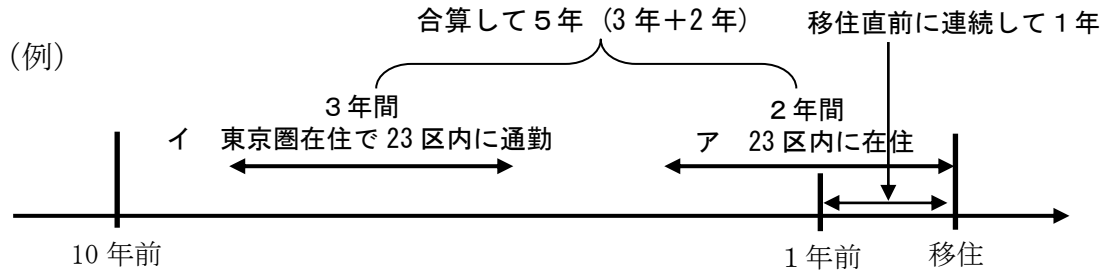 合算して５年（3年＋２年）
移住直前に連続して１年
（例）
３年間
イ　東京圏在住で 23 区内に通勤
２年間
ア　23 区内に在住
10 年前
１年前
移住